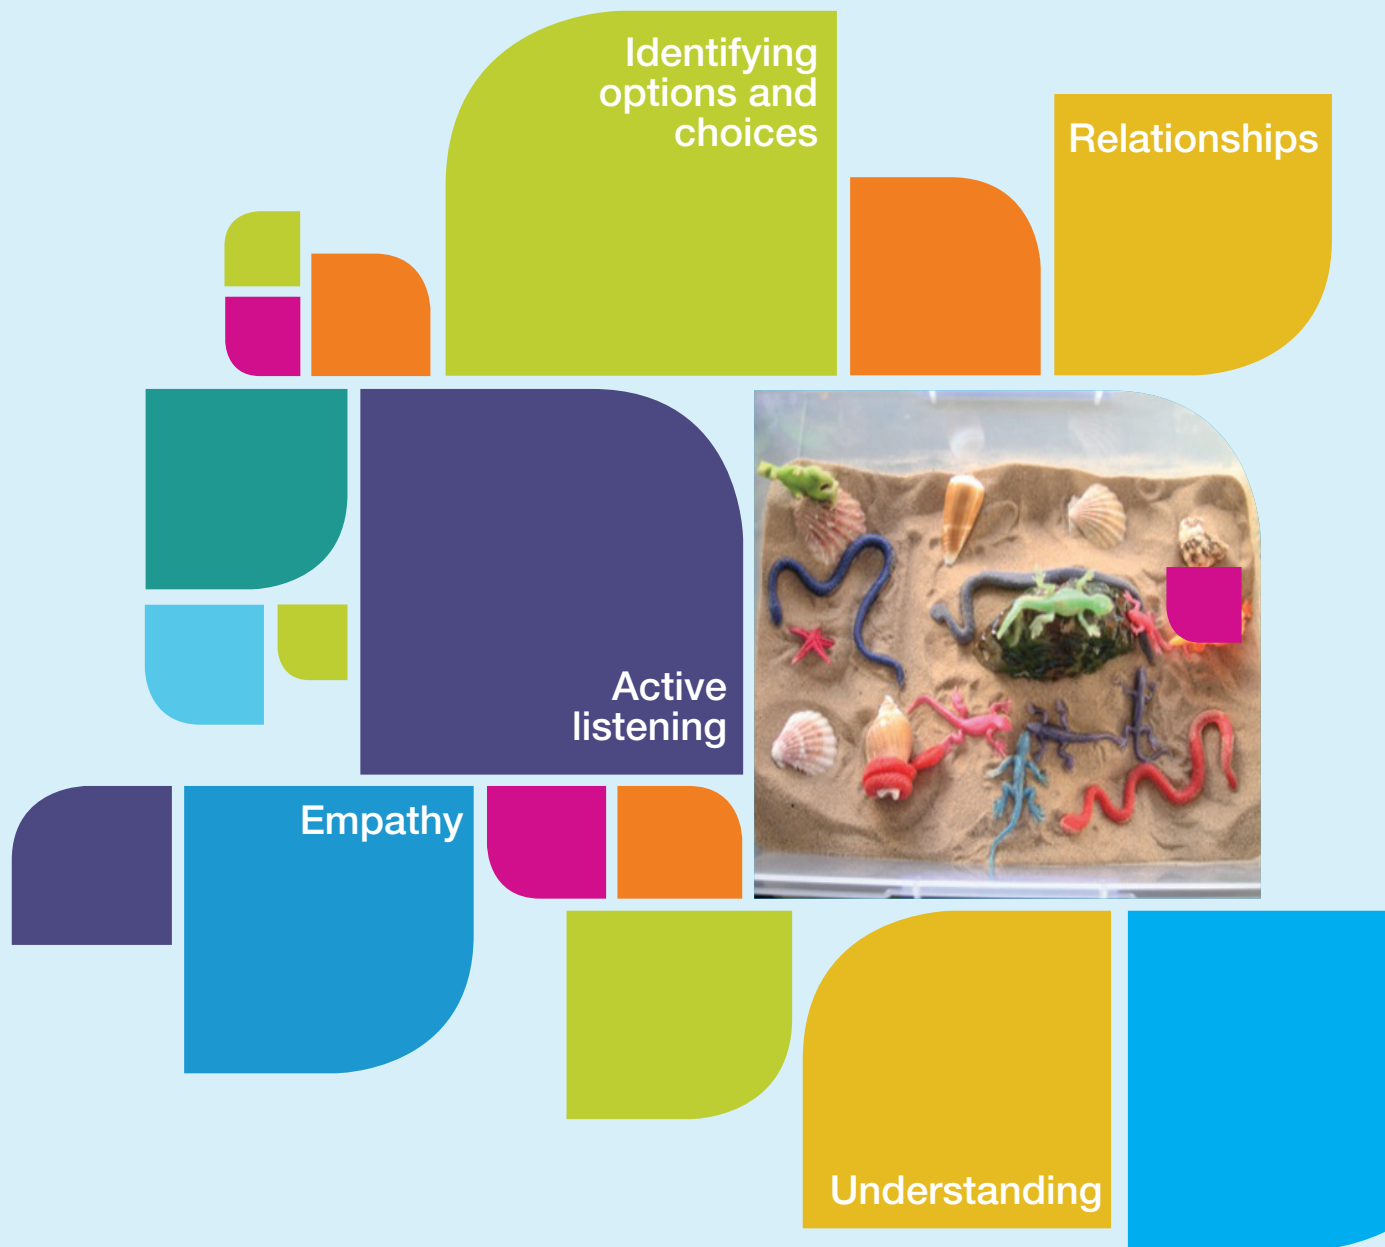 Identifying
options and
choices
Relationships
Active
listening
Empathy
Understanding